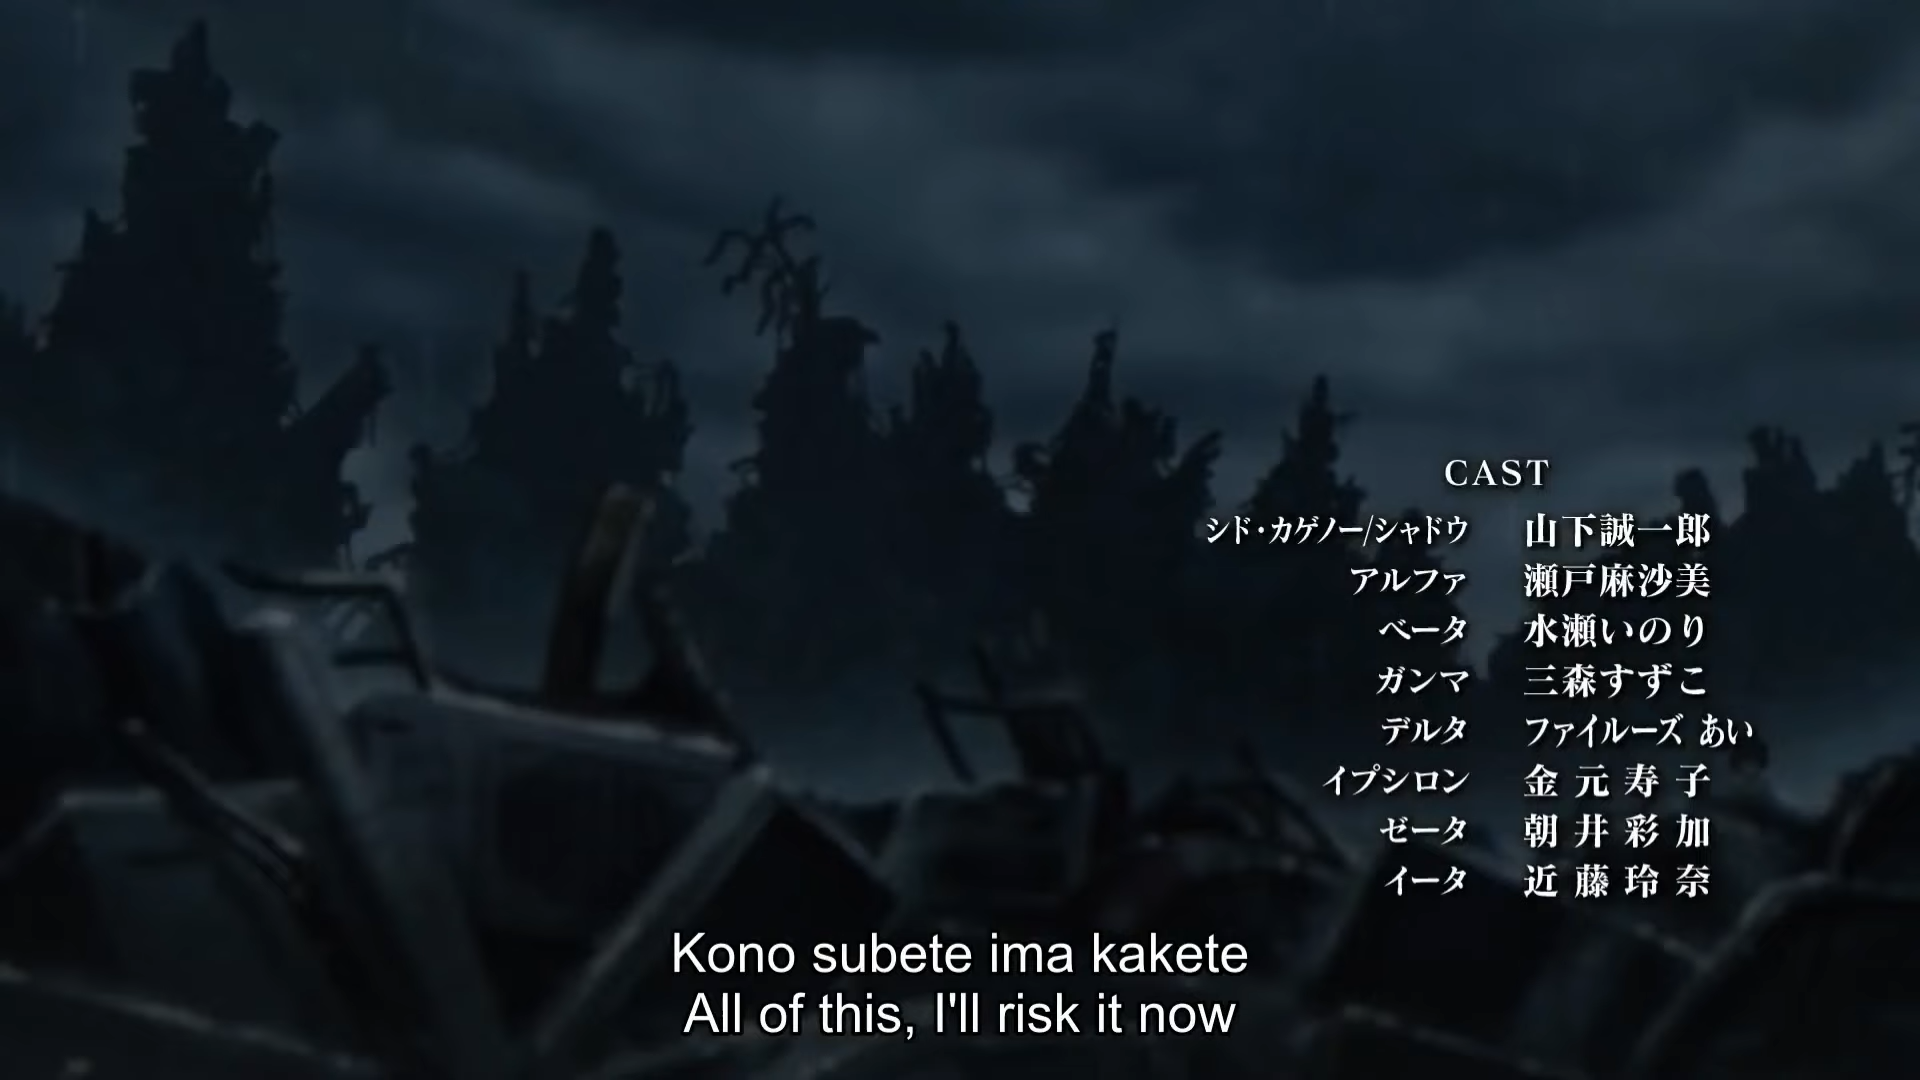 CAST
シド・カゲノー/シャドウ 山下誠一郎
アルファ 瀬戸麻沙美
ベータ 水瀬いのり
ガンマ 三森すずこ
デルタ ファイルーズ あい
イプシロン 金元寿子
ゼータ 朝井彩加
イータ 近藤玲奈
Kono subete ima kakete
All of this, I'll risk it now